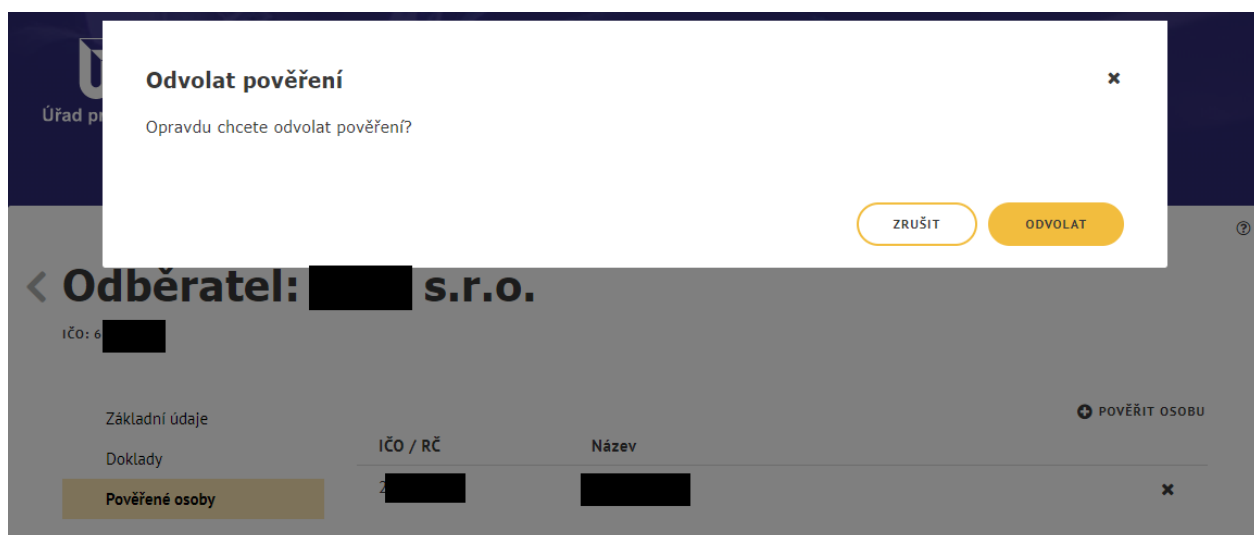 Odvolat pověření
Opravdu chcete odvolat pověření?
Úřad pr
ZRUŠIT
ODVOLAT
Odběratel: s.r.o.
IČO: 6
POVĚŘIT OSOBU
Základní údaje
Doklady
Pověřené osoby
IČO / RČ Název
2